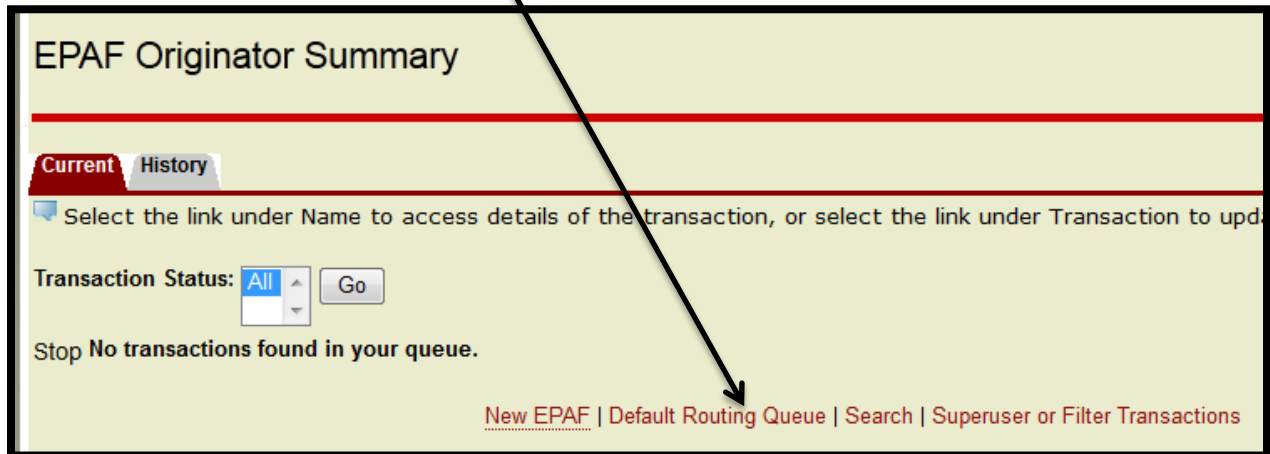 EPAF Originator Summary
Current History
Select the link under Name to access details of the transaction, or select the link under Transaction to
Transaction Status: All Go
Stop No transactions found in your queue.
New EPAF | Default Routing Queue | Search | Superuser or Filter Transactions